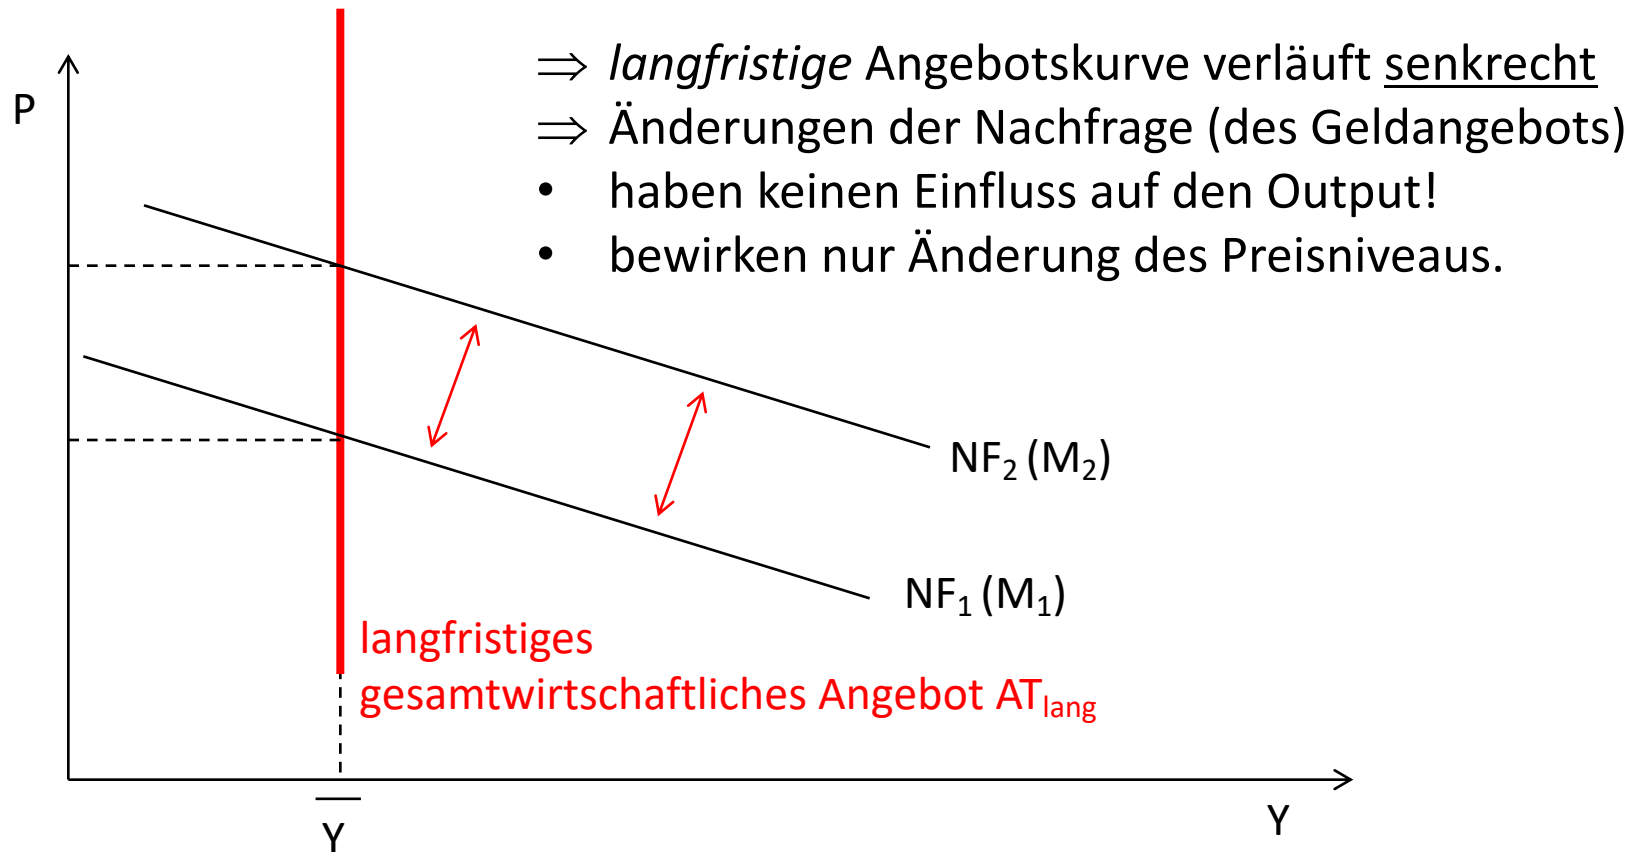 ⇒ langfristige Angebotskurve verläuft senkrecht
P
⇒ Änderungen der Nachfrage (des Geldangebots)
• haben keinen Einfluss auf den Output!
• bewirken nur Änderung des Preisniveaus.
NF₂ (M₂)
NF₁ (M₁)
langfristiges
gesamtwirtschaftliches Angebot AT_lang
Y̅
Y